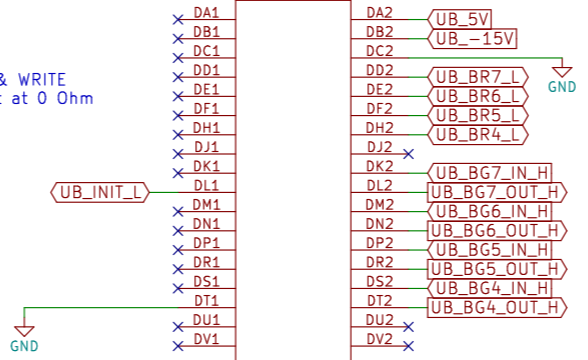 DA1 DA2 UB_5V
DB1 DB2 UB_-15V
DC1 DC2
GND
& WRITE
DD1 DD2 UB_BR7_L
at 0 Ohm
DE1 DE2 UB_BR6_L
DF1 DF2 UB_BR5_L
DH1 DH2 UB_BR4_L
DJ1 DJ2
DK1 DK2 UB_BG7_IN_H
UB_INIT_L DL1 DL2 UB_BG7_OUT_H
DM1 DM2 UB_BG6_IN_H
DN1 DN2 UB_BG6_OUT_H
DP1 DP2 UB_BG5_IN_H
DR1 DR2 UB_BG5_OUT_H
DS1 DS2 UB_BG4_IN_H
DT1 DT2 UB_BG4_OUT_H
DU1 DU2
GND
DV1 DV2